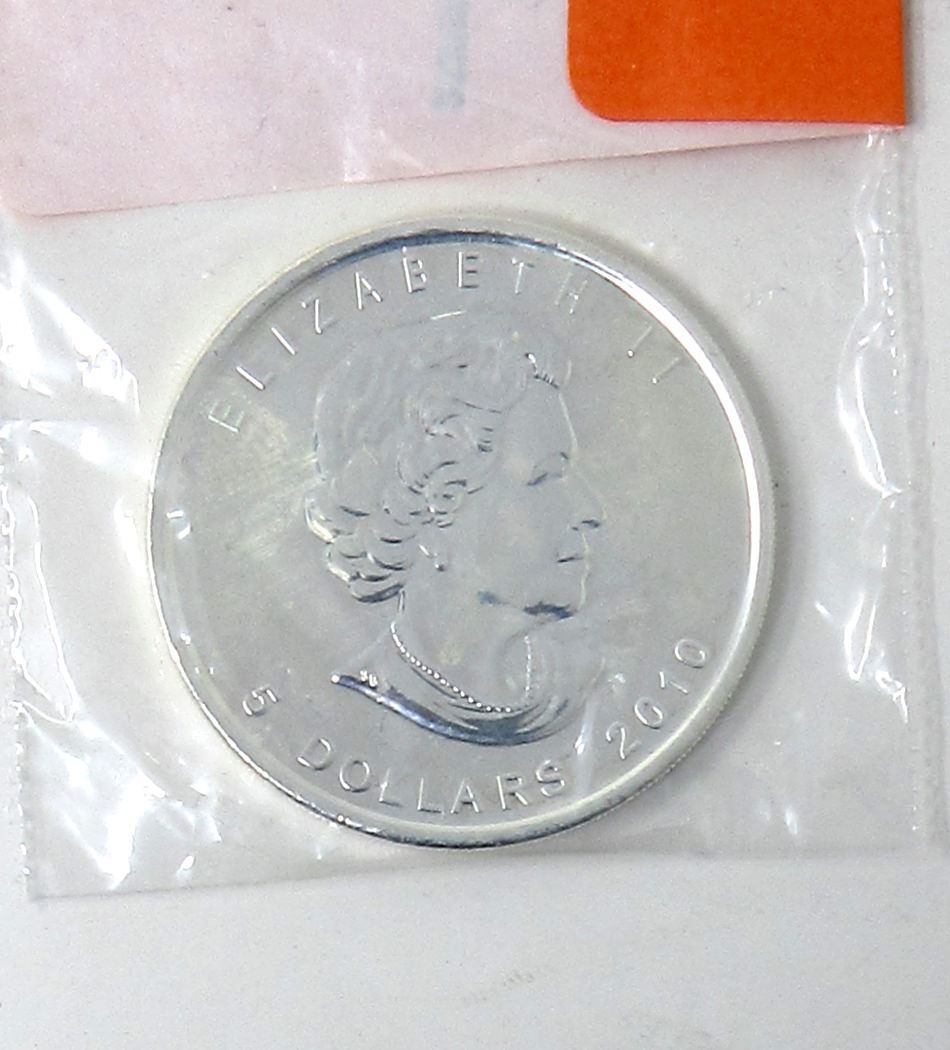 ELIZABETH II
5 DOLLARS 2010